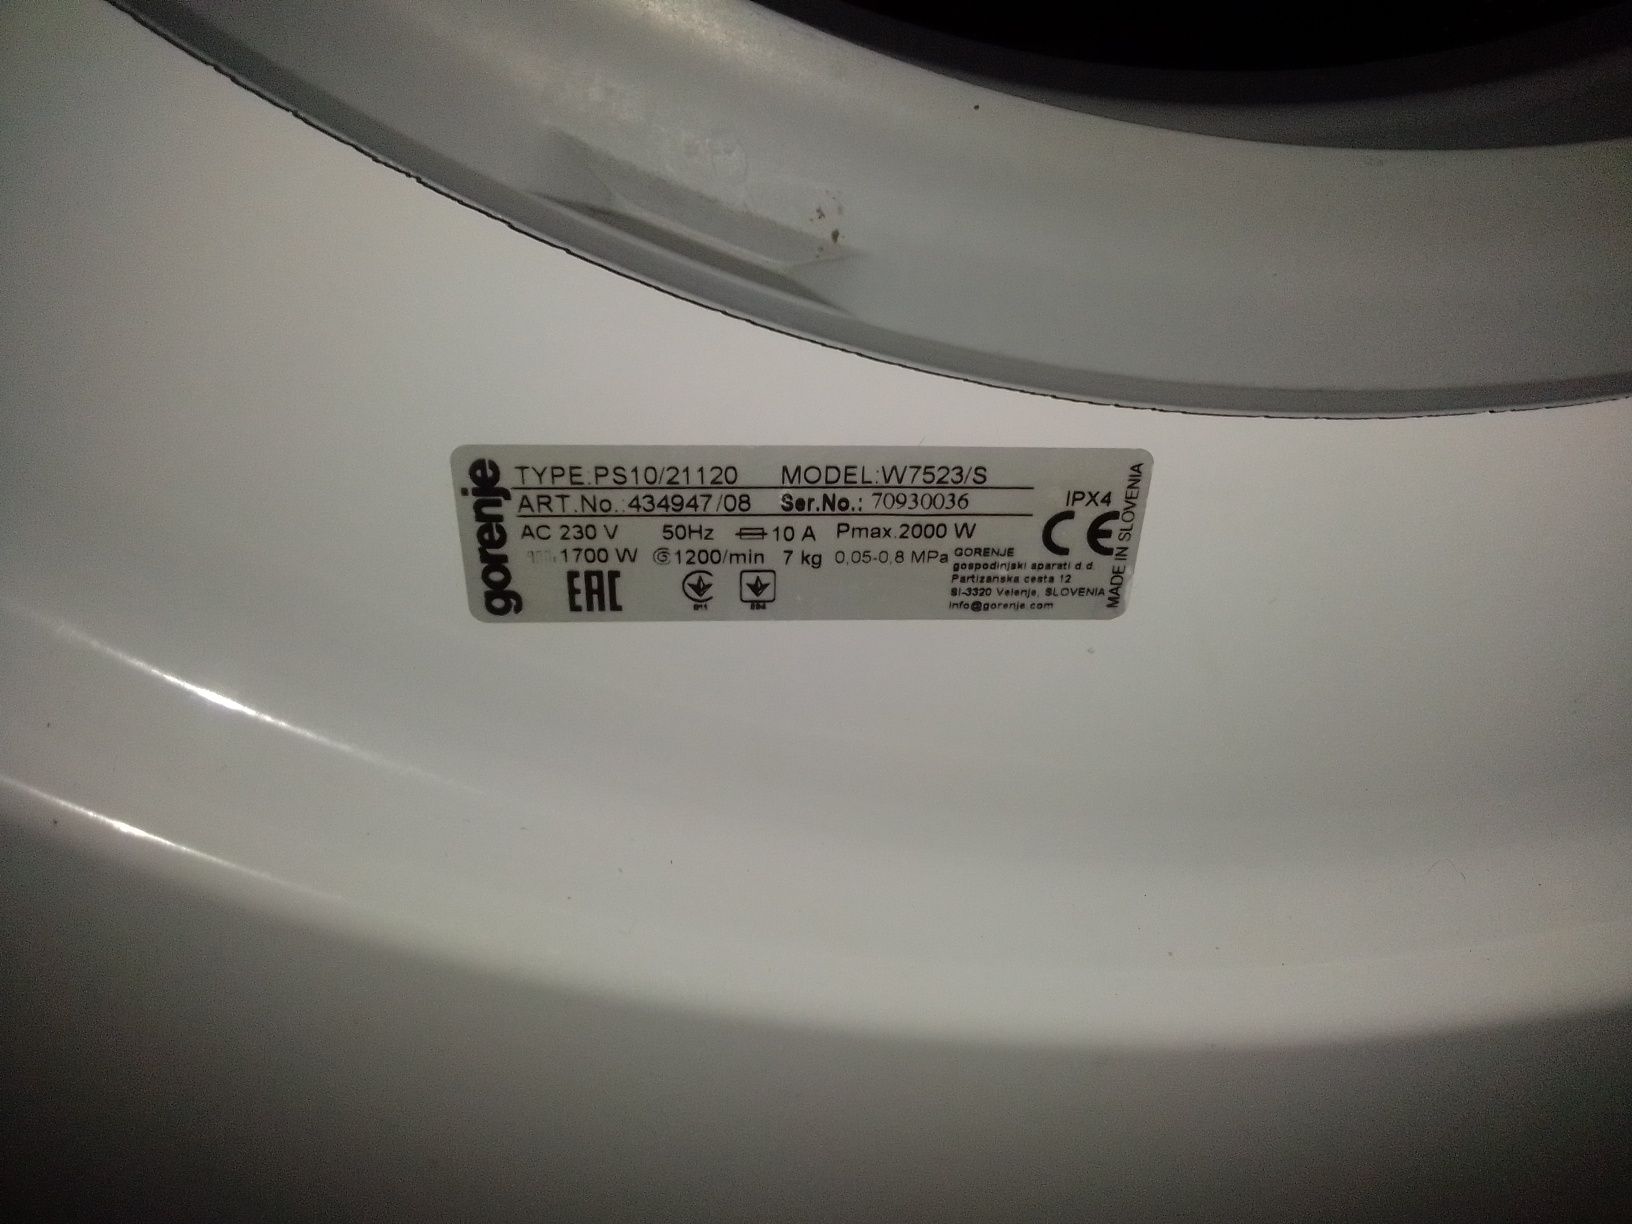 gorenje
TYPE:PS10/21120 MODEL:W7523/S
ART.No.:434947/08 Ser.No.: 70930036
IPX4
AC 230 V 50Hz 10 A Pmax.2000 W
1700 W 1200/min 7 kg 0,05-0,8 MPa
CE
EAC
GORENJE
gospodinjski aparati d.d.
Partizanska cesta 12
SI-3320 Velenje, SLOVENIA
info@gorenje.com
MADE IN SLOVENIA